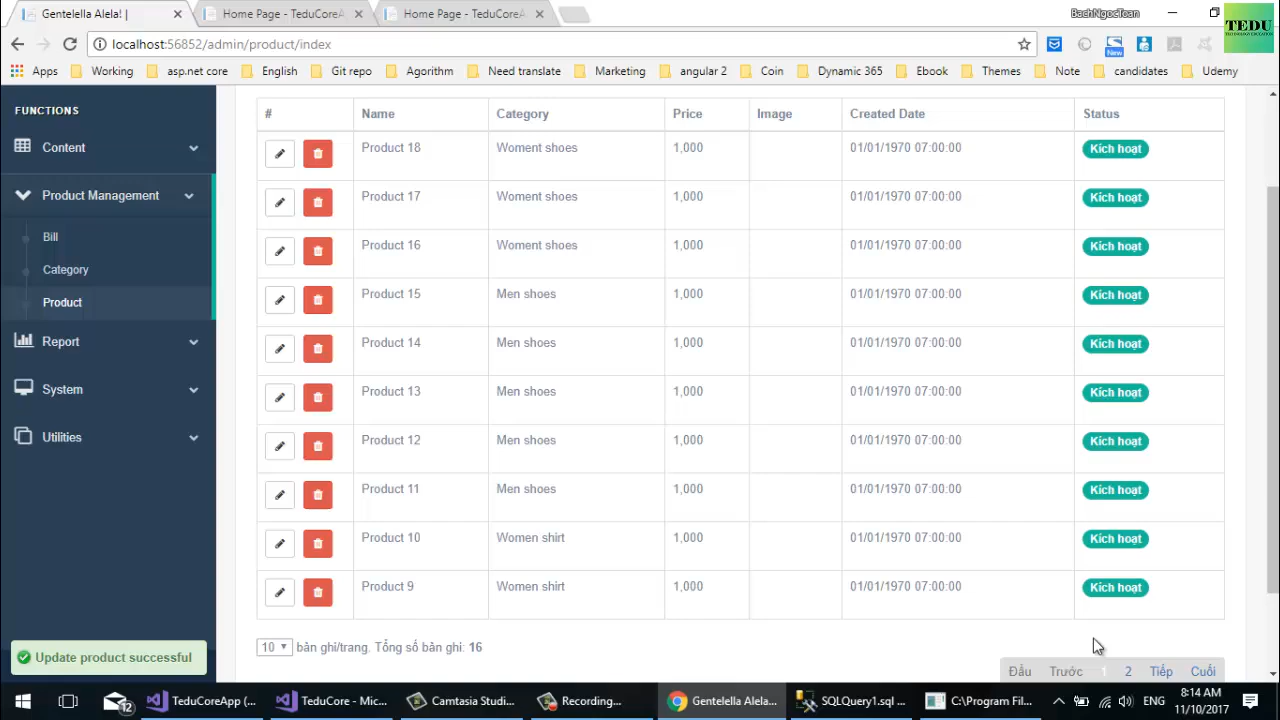 Gentelella Alela! |
Home Page - TeduCoreA
Home Page - TeduCoreA
BachNgocToan
TEDU
localhost:56852/admin/product/index
New
Apps Working asp.net core English Git repo Agorithm Need translate Marketing angular 2 Coin Dynamic 365 Ebook Themes Note candidates Udemy
FUNCTIONS
Content
Product Management
Bill
Category
Product
Report
System
Utilities
# Name Category Price Image Created Date Status
Product 18 Woment shoes 1,000 01/01/1970 07:00:00 Kích hoạt
Product 17 Woment shoes 1,000 01/01/1970 07:00:00 Kích hoạt
Product 16 Woment shoes 1,000 01/01/1970 07:00:00 Kích hoạt
Product 15 Men shoes 1,000 01/01/1970 07:00:00 Kích hoạt
Product 14 Men shoes 1,000 01/01/1970 07:00:00 Kích hoạt
Product 13 Men shoes 1,000 01/01/1970 07:00:00 Kích hoạt
Product 12 Men shoes 1,000 01/01/1970 07:00:00 Kích hoạt
Product 11 Men shoes 1,000 01/01/1970 07:00:00 Kích hoạt
Product 10 Women shirt 1,000 01/01/1970 07:00:00 Kích hoạt
Product 9 Women shirt 1,000 01/01/1970 07:00:00 Kích hoạt
10 bản ghi/trang. Tổng số bản ghi: 16
Đầu Trước 1 2 Tiếp Cuối
Update product successful
12 TeduCoreApp (... TeduCore - Mic... Camtasia Studi... Recording... Gentelella Alela... SQLQuery1.sql ... C:\Program Fil... ENG
8:14 AM
11/10/2017